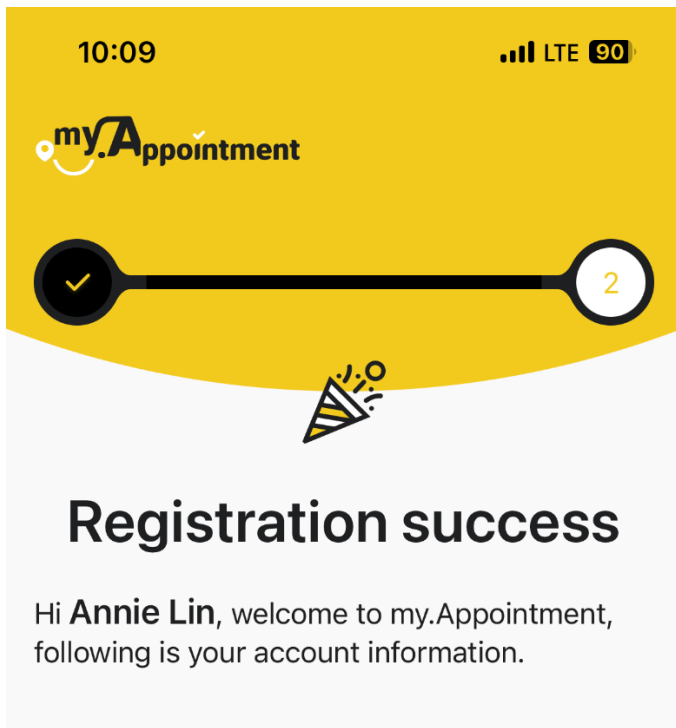 10:09 LTE 90
my.Appointment
2
Registration success
Hi Annie Lin, welcome to my.Appointment,
following is your account information.